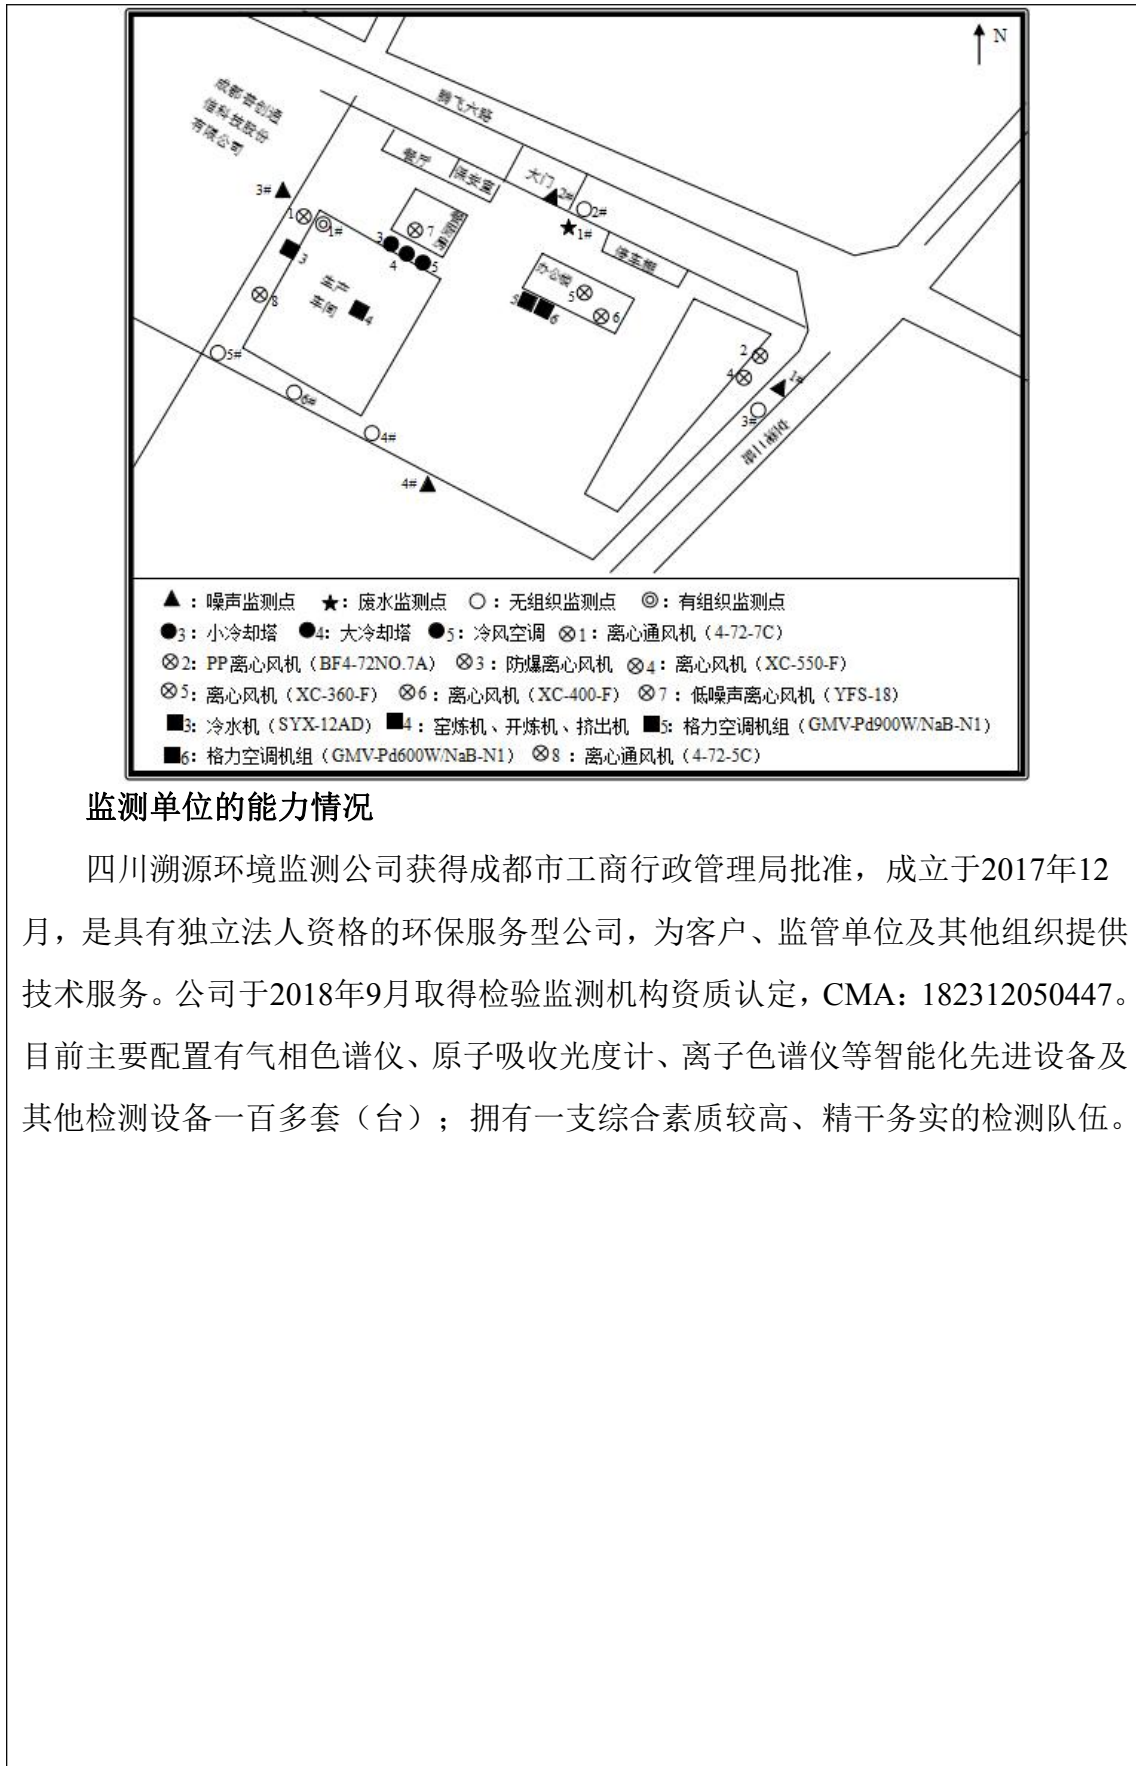 N
腾飞六路
成都普创通
信科技股份
有限公司
餐厅
保安室
大门
2#
2#
1#
3#
1
1#
3
4
5
7
3
生产
车间
4
8
停车棚
办公楼
5
6
5
6
2
4
1#
3#
5#
6#
4#
4#
▲：噪声监测点 ★：废水监测点 ○：无组织监测点 ◎：有组织监测点
●3：小冷却塔 ●4：大冷却塔 ●5：冷风空调 ⊗1：离心通风机（4-72-7C）
⊗2：PP离心风机（BF4-72NO.7A） ⊗3：防爆离心风机 ⊗4：离心风机（XC-550-F）
⊗5：离心风机（XC-360-F） ⊗6：离心风机（XC-400-F） ⊗7：低噪声离心风机（YFS-18）
■3：冷水机（SYX-12AD） ■4：密炼机、开炼机、挤出机 ■5：格力空调机组（GMV-Pd900W/NaB-N1）
■6：格力空调机组（GMV-Pd600W/NaB-N1） ⊗8：离心通风机（4-72-5C）
监测单位的能力情况
四川溯源环境监测公司获得成都市工商行政管理局批准，成立于2017年12
月，是具有独立法人资格的环保服务型公司，为客户、监管单位及其他组织提供
技术服务。公司于2018年9月取得检验监测机构资质认定，CMA：182312050447。
目前主要配置有气相色谱仪、原子吸收光度计、离子色谱仪等智能化先进设备及
其他检测设备一百多套（台）；拥有一支综合素质较高、精干务实的检测队伍。